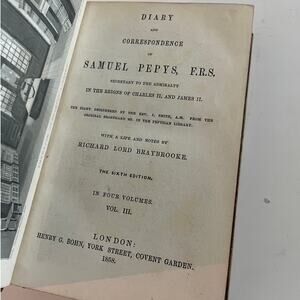 DIARY
AND
CORRESPONDENCE
OF
SAMUEL PEPYS, F.R.S.
SECRETARY TO THE ADMIRALTY
IN THE REIGNS OF CHARLES II. AND JAMES II.
THE DIARY DECIPHERED BY THE REV. J. SMITH, A.M. FROM THE
ORIGINAL SHORTHAND MS. IN THE PEPYSIAN LIBRARY.
WITH A LIFE AND NOTES BY
RICHARD LORD BRAYBROOKE.
THE SIXTH EDITION.
IN FOUR VOLUMES.
VOL. III.
LONDON:
HENRY G. BOHN, YORK STREET, COVENT GARDEN.
1858.